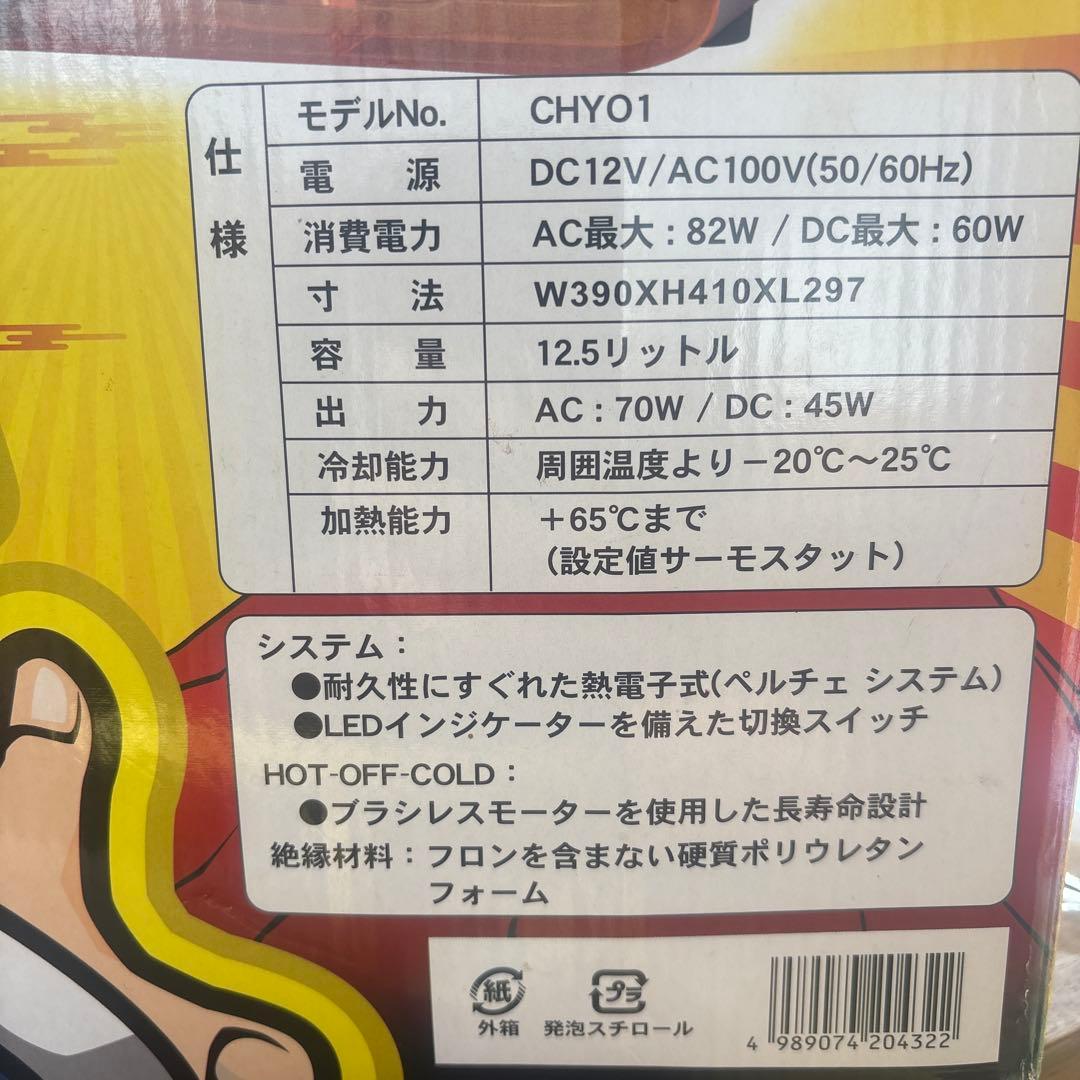 仕様
モデルNo. CHYO1
電源 DC12V/AC100V(50/60Hz)
消費電力 AC最大：82W / DC最大：60W
寸法 W390XH410XL297
容量 12.5リットル
出力 AC：70W / DC：45W
冷却能力 周囲温度より－20℃～25℃
加熱能力 ＋65℃まで
（設定値サーモスタット）
システム：
●耐久性にすぐれた熱電子式(ペルチェ システム)
●LEDインジケーターを備えた切換スイッチ
HOT-OFF-COLD：
●ブラシレスモーターを使用した長寿命設計
絶縁材料：フロンを含まない硬質ポリウレタン
フォーム
紙 プラ
外箱 発泡スチロール
4 989074 204322